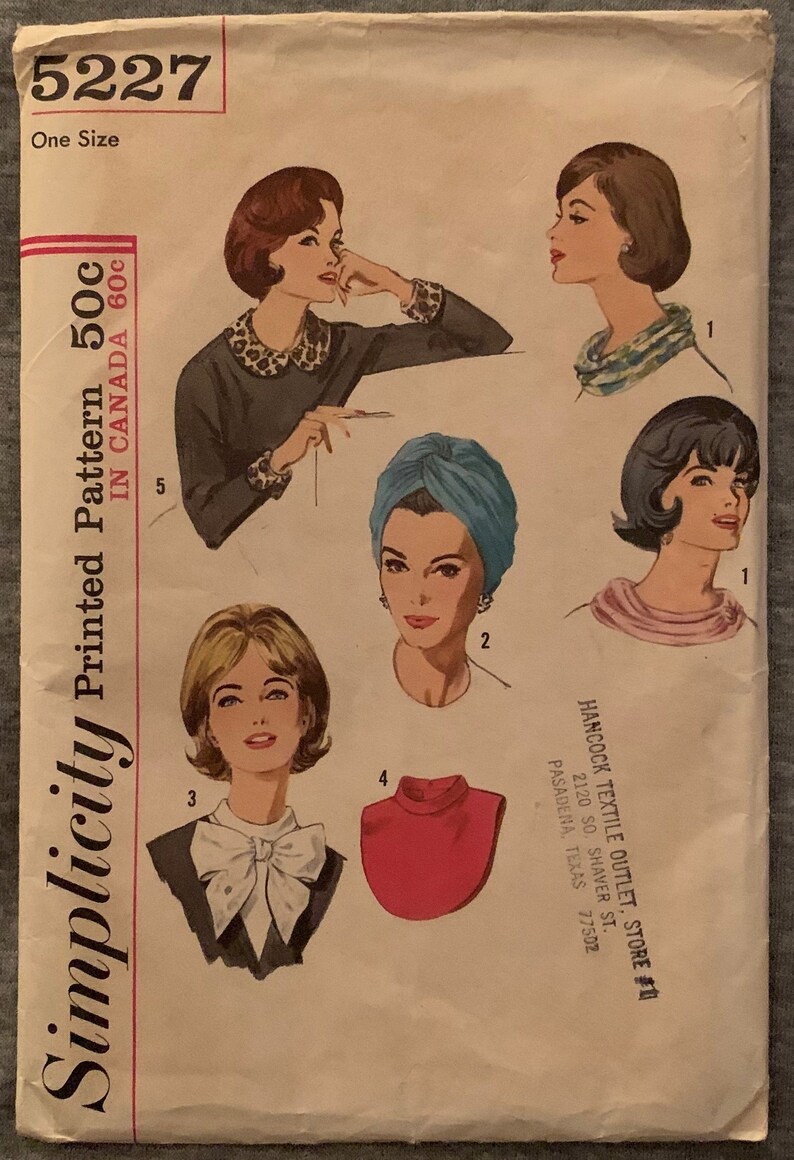 5227
One Size
Simplicity Printed Pattern 50c
IN CANADA 60c
5
1
1
2
3
4
HANCOCK TEXTILE OUTLET, STORE #11
2120 SO. SHAVER ST.
PASADENA, TEXAS 77502